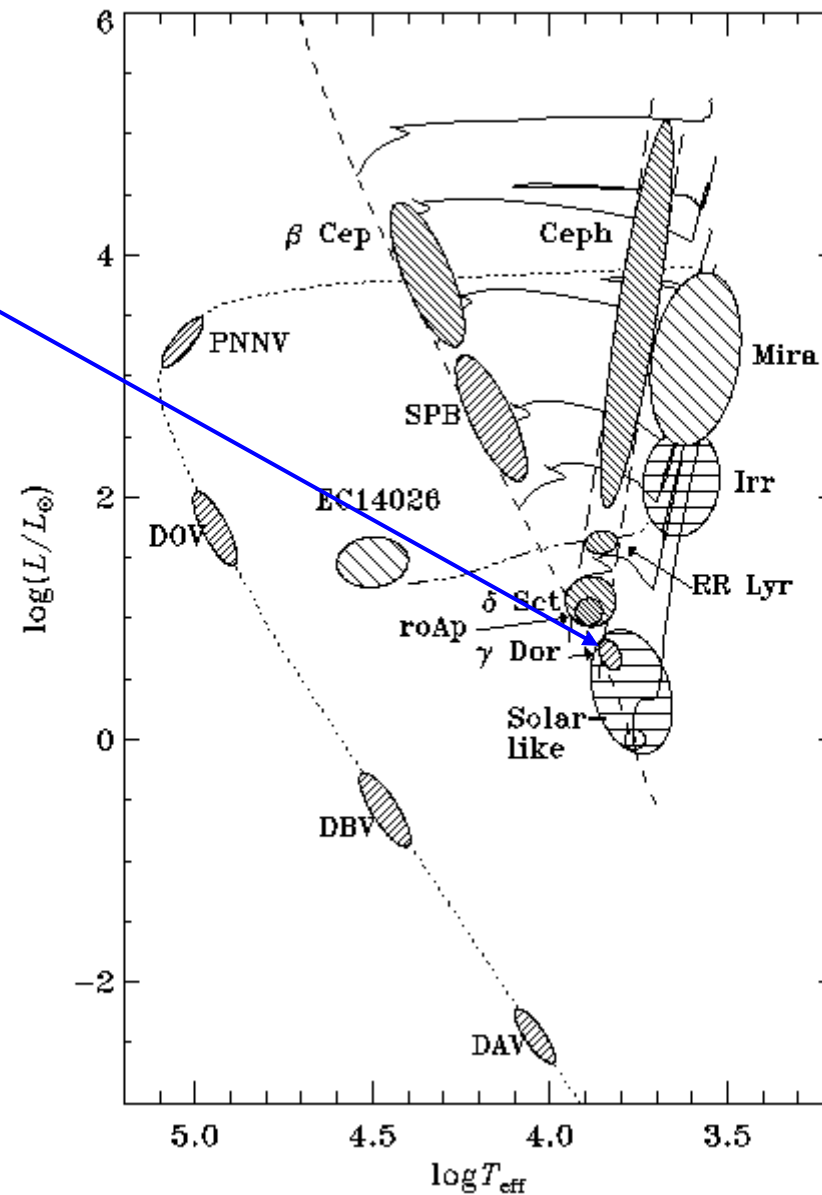 6
β Cep
Ceph
4
PNNV
Mira
SPB
Irr
2
EC14026
DOV
RR Lyr
δ Sct
roAp
γ Dor
Solar-
like
0
DBV
-2
DAV
log(L/L⊙)
5.0 4.5 4.0 3.5
logTeff